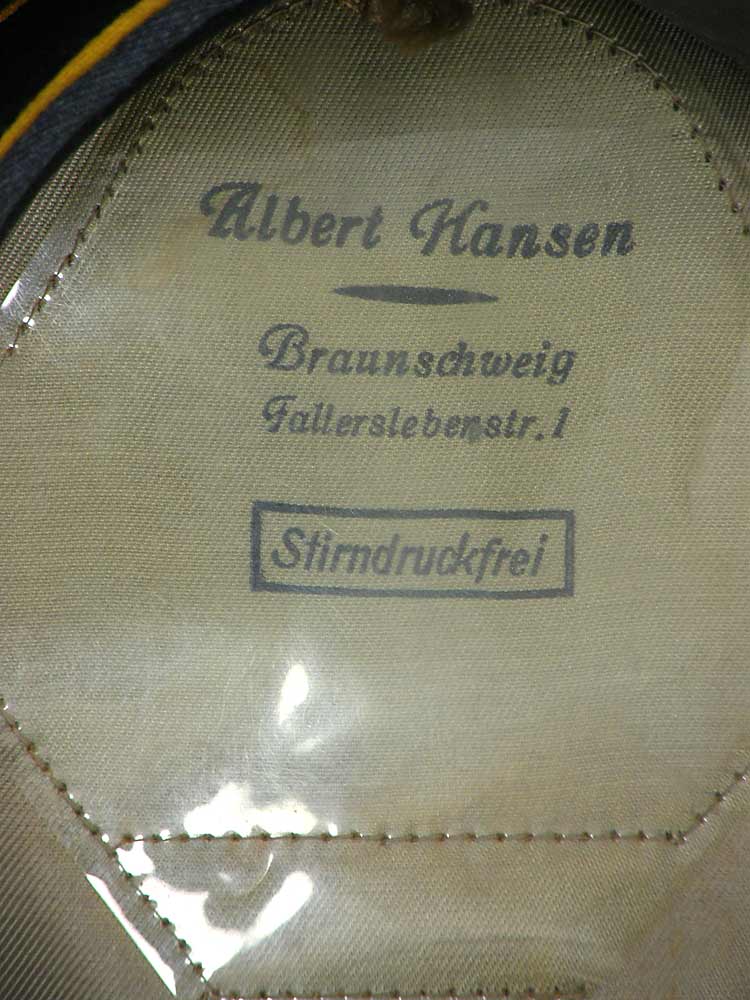 Albert Hansen
Braunschweig
Fallerslebenstr. 1
Stirndruckfrei